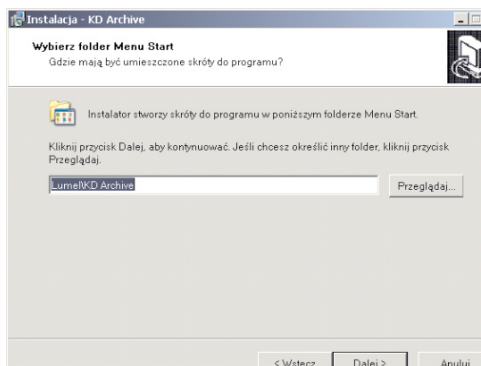 Instalacja - KD Archive
Wybierz folder Menu Start
Gdzie mają być umieszczone skróty do programu?
Instalator stworzy skróty do programu w poniższym folderze Menu Start.
Kliknij przycisk Dalej, aby kontynuować. Jeśli chcesz określić inny folder, kliknij przycisk
Przeglądaj.
Lumel\KD Archive
Przeglądaj...
< Wstecz
Dalej >
Anuluj